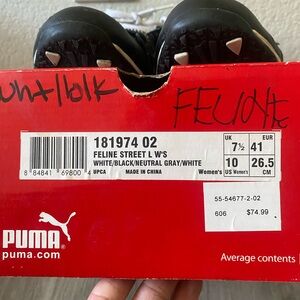 wht/blk FELINE
181974 02
FELINE STREET L W'S
WHITE/BLACK/NEUTRAL GRAY/WHITE
8 84841 69800 4 UPCA MADE IN CHINA Women's
UK EUR
7½ 41
10 26.5
US Women's CM
55-54677-2-02
606 $74.99
PUMA
puma.com
Average contents